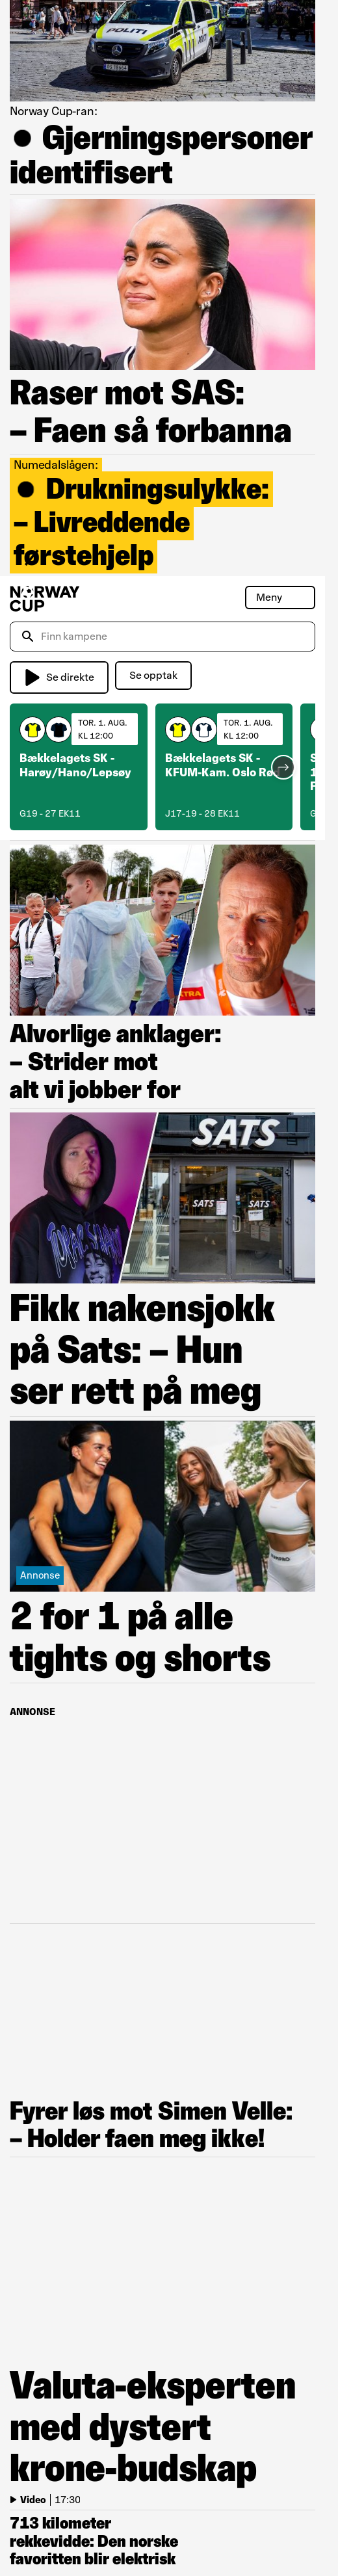 POLITI
Norway Cup-ran:
Gjerningspersoner
identifisert
Raser mot SAS:
– Faen så forbanna
Numedalslågen:
Drukningsulykke:
– Livreddende
førstehjelp
NORWAY
CUP
Meny
Finn kampene
Se direkte
Se opptak
TOR. 1. AUG.
KL 12:00
Bækkelagets SK -
Harøy/Hano/Lepsøy
G19 - 27 EK11
TOR. 1. AUG.
KL 12:00
Bækkelagets SK -
KFUM-Kam. Oslo
J17-19 - 28 EK11
XTRA
Alvorlige anklager:
– Strider mot
alt vi jobber for
SATS
SATS
SATS
Fikk nakensjokk
på Sats: – Hun
ser rett på meg
Annonse
2 for 1 på alle
tights og shorts
ANNONSE
Fyrer løs mot Simen Velle:
– Holder faen meg ikke!
Valuta-eksperten
med dystert
krone-budskap
Video | 17:30
713 kilometer
rekkevidde: Den norske
favoritten blir elektrisk